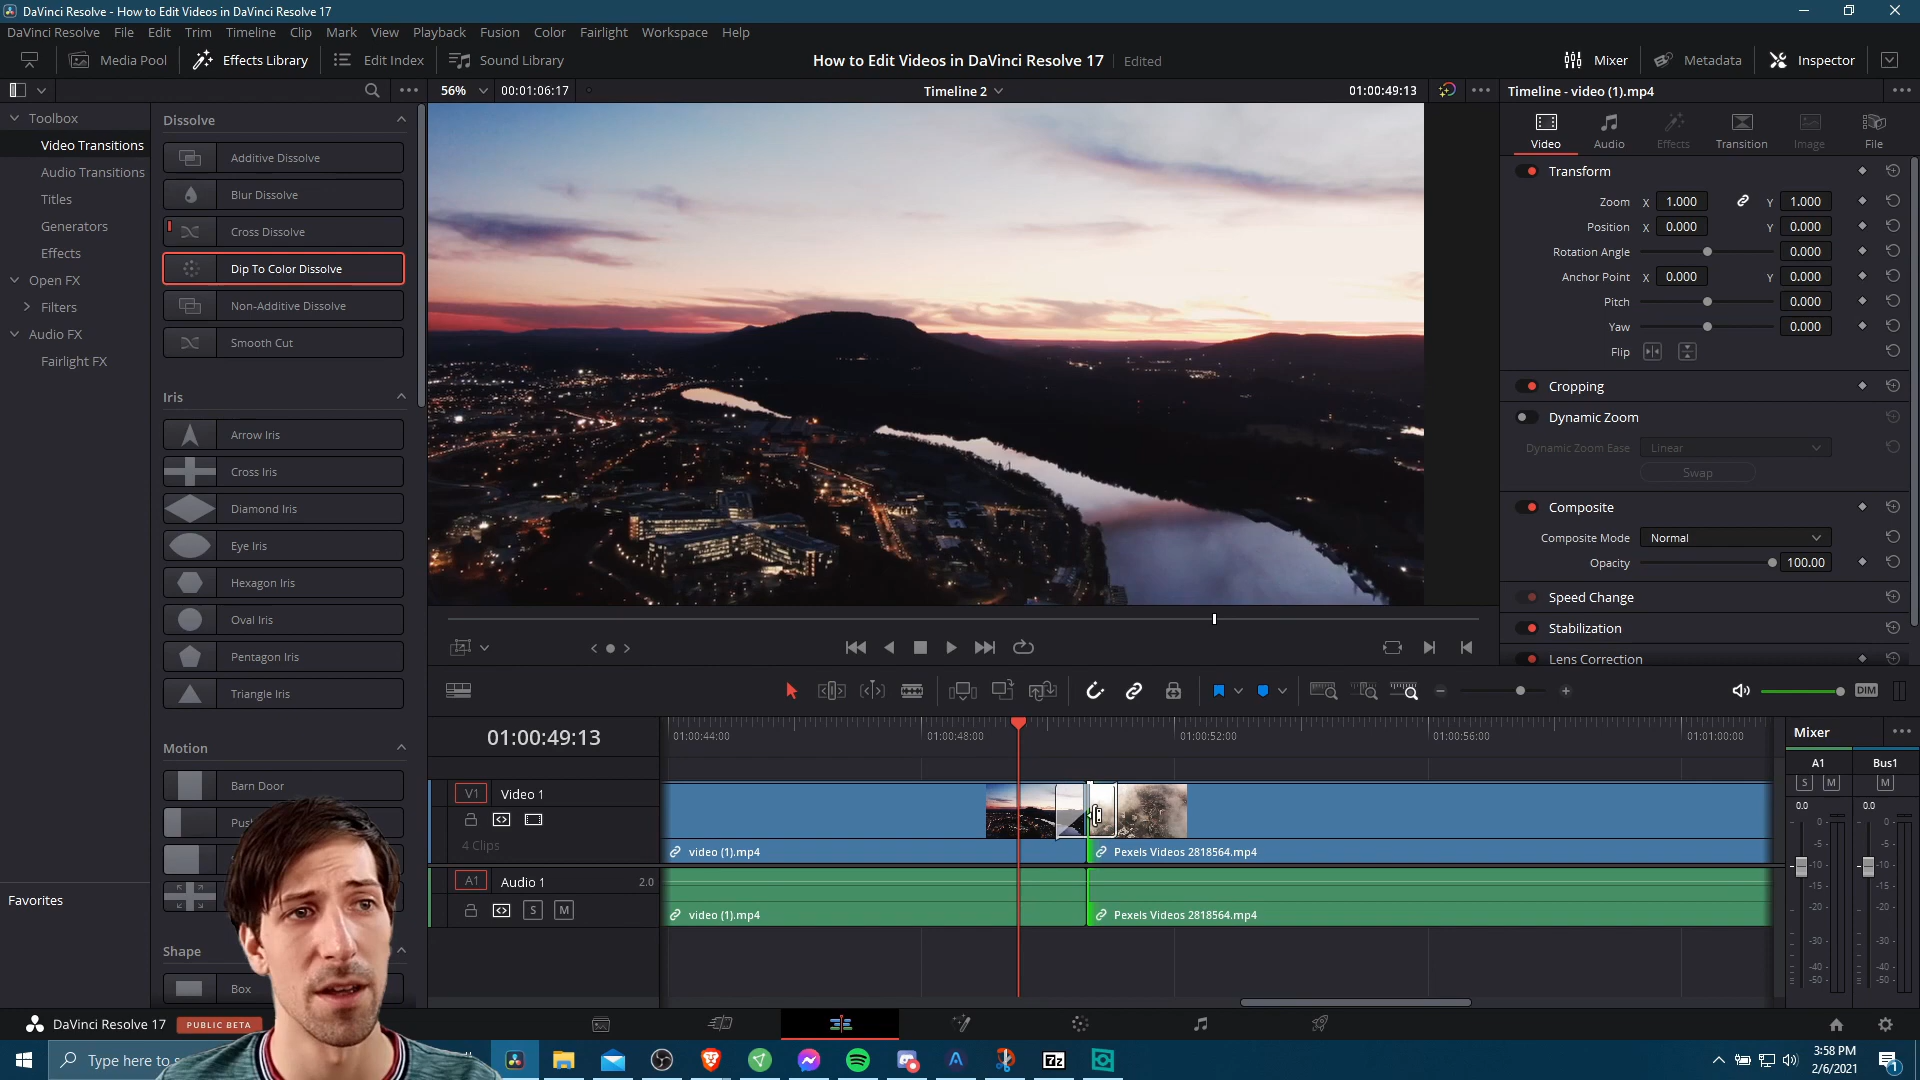 DaVinci Resolve - How to Edit Videos in DaVinci Resolve 17
DaVinci Resolve File Edit Trim Timeline Clip Mark View Playback Fusion Color Fairlight Workspace Help
Media Pool Effects Library Edit Index Sound Library How to Edit Videos in DaVinci Resolve 17 Edited Mixer Metadata Inspector
56% 00:01:06:17 Timeline 2 01:00:49:13 Timeline - video (1).mp4
Toolbox
Video Transitions
Audio Transitions
Titles
Generators
Effects
Open FX
Filters
Audio FX
Fairlight FX
Favorites
Dissolve
Additive Dissolve
Blur Dissolve
Cross Dissolve
Dip To Color Dissolve
Non-Additive Dissolve
Smooth Cut
Iris
Arrow Iris
Cross Iris
Diamond Iris
Eye Iris
Hexagon Iris
Oval Iris
Pentagon Iris
Triangle Iris
Motion
Barn Door
Shape
Box
Video Audio Effects Transition Image File
Transform
Zoom X 1.000 Y 1.000
Position X 0.000 Y 0.000
Rotation Angle 0.000
Anchor Point X 0.000 Y 0.000
Pitch 0.000
Yaw 0.000
Flip
Cropping
Dynamic Zoom
Dynamic Zoom Ease Linear
Swap
Composite
Composite Mode Normal
Opacity 100.00
Speed Change
Stabilization
Lens Correction
DIM
01:00:49:13
01:00:44:00 01:00:48:00 01:00:52:00 01:00:56:00 01:01:00:00
V1 Video 1
4 Clips
video (1).mp4 Pexels Videos 2818564.mp4
A1 Audio 1 2.0
S M
video (1).mp4 Pexels Videos 2818564.mp4
Mixer
A1 Bus1
S M M
0.0 0.0
0 0
-5 -5
-10 -10
-15 -15
-20 -20
-30 -30
-40 -40
-50 -50
DaVinci Resolve 17 PUBLIC BETA
Type here to
7z
3:58 PM
2/6/2021
1